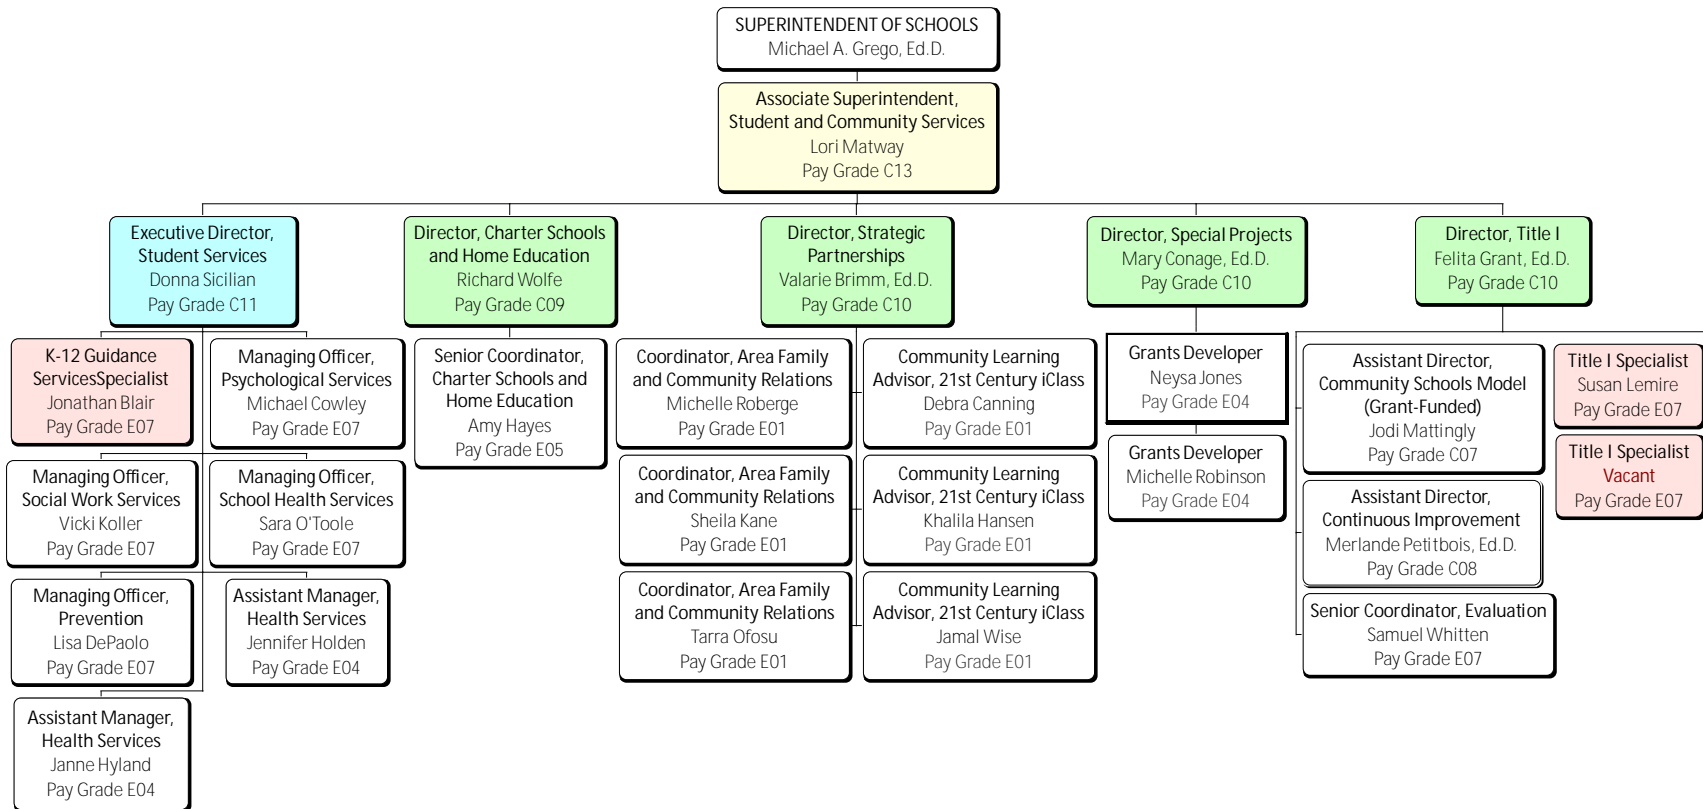 SUPERINTENDENT OF SCHOOLS
Michael A. Grego, Ed.D.
Associate Superintendent,
Student and Community Services
Lori Matway
Pay Grade C13
Executive Director,
Student Services
Donna Sicilian
Pay Grade C11
Director, Charter Schools
and Home Education
Richard Wolfe
Pay Grade C09
Director, Strategic
Partnerships
Valarie Brimm, Ed.D.
Pay Grade C10
Director, Special Projects
Mary Conage, Ed.D.
Pay Grade C10
Director, Title I
Felita Grant, Ed.D.
Pay Grade C10
K-12 Guidance
ServicesSpecialist
Jonathan Blair
Pay Grade E07
Managing Officer,
Psychological Services
Michael Cowley
Pay Grade E07
Managing Officer,
Social Work Services
Vicki Koller
Pay Grade E07
Managing Officer,
School Health Services
Sara O'Toole
Pay Grade E07
Managing Officer,
Prevention
Lisa DePaolo
Pay Grade E07
Assistant Manager,
Health Services
Jennifer Holden
Pay Grade E04
Assistant Manager,
Health Services
Janne Hyland
Pay Grade E04
Senior Coordinator,
Charter Schools and
Home Education
Amy Hayes
Pay Grade E05
Coordinator, Area Family
and Community Relations
Michelle Roberge
Pay Grade E01
Community Learning
Advisor, 21st Century iClass
Debra Canning
Pay Grade E01
Coordinator, Area Family
and Community Relations
Sheila Kane
Pay Grade E01
Community Learning
Advisor, 21st Century iClass
Khalila Hansen
Pay Grade E01
Coordinator, Area Family
and Community Relations
Tarra Ofosu
Pay Grade E01
Community Learning
Advisor, 21st Century iClass
Jamal Wise
Pay Grade E01
Grants Developer
Neysa Jones
Pay Grade E04
Grants Developer
Michelle Robinson
Pay Grade E04
Assistant Director,
Community Schools Model
(Grant-Funded)
Jodi Mattingly
Pay Grade C07
Title I Specialist
Susan Lemire
Pay Grade E07
Title I Specialist
Vacant
Pay Grade E07
Assistant Director,
Continuous Improvement
Merlande Petitbois, Ed.D.
Pay Grade C08
Senior Coordinator, Evaluation
Samuel Whitten
Pay Grade E07